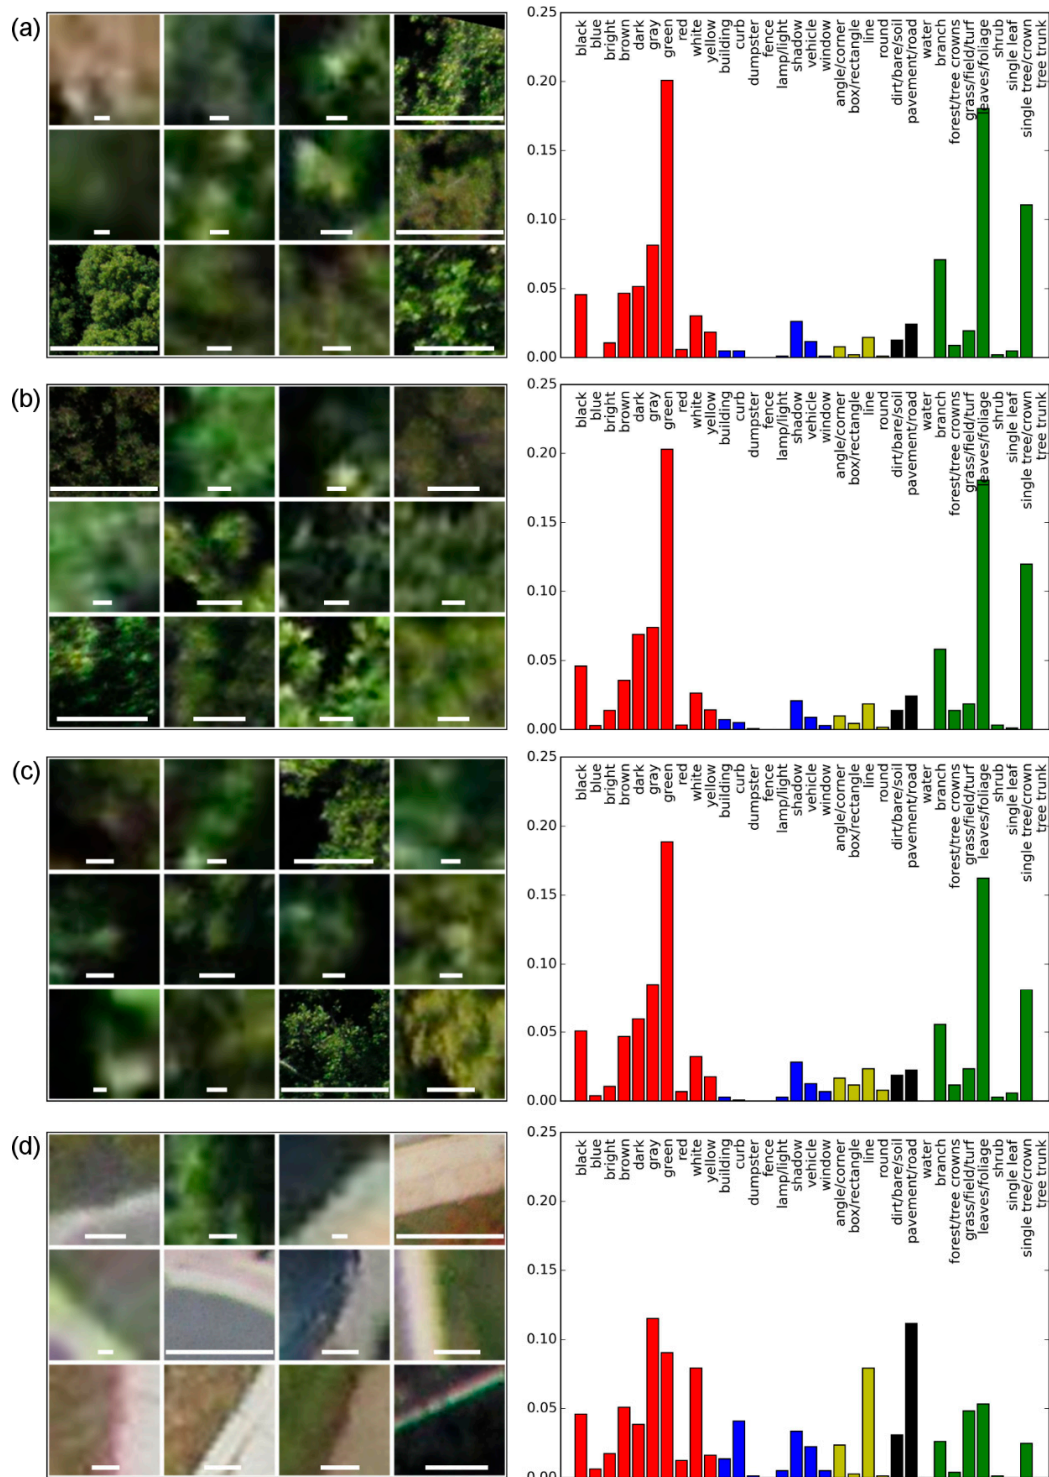 (a)
0.25
0.20
0.15
0.10
0.05
0.00
black
blue
bright
brown
dark
gray
green
red
white
yellow
building
curb
dumpster
fence
lamp/light
shadow
vehicle
window
angle/corner
box/rectangle
line
round
dirt/bare/soil
pavement/road
water
branch
forest/tree crowns
grass/field/turf
leaves/foliage
shrub
single leaf
single tree/crown
tree trunk
(b)
0.25
0.20
0.15
0.10
0.05
0.00
black
blue
bright
brown
dark
gray
green
red
white
yellow
building
curb
dumpster
fence
lamp/light
shadow
vehicle
window
angle/corner
box/rectangle
line
round
dirt/bare/soil
pavement/road
water
branch
forest/tree crowns
grass/field/turf
leaves/foliage
shrub
single leaf
single tree/crown
tree trunk
(c)
0.25
0.20
0.15
0.10
0.05
0.00
black
blue
bright
brown
dark
gray
green
red
white
yellow
building
curb
dumpster
fence
lamp/light
shadow
vehicle
window
angle/corner
box/rectangle
line
round
dirt/bare/soil
pavement/road
water
branch
forest/tree crowns
grass/field/turf
leaves/foliage
shrub
single leaf
single tree/crown
tree trunk
(d)
0.25
0.20
0.15
0.10
0.05
0.00
black
blue
bright
brown
dark
gray
green
red
white
yellow
building
curb
dumpster
fence
lamp/light
shadow
vehicle
window
angle/corner
box/rectangle
line
round
dirt/bare/soil
pavement/road
water
branch
forest/tree crowns
grass/field/turf
leaves/foliage
shrub
single leaf
single tree/crown
tree trunk